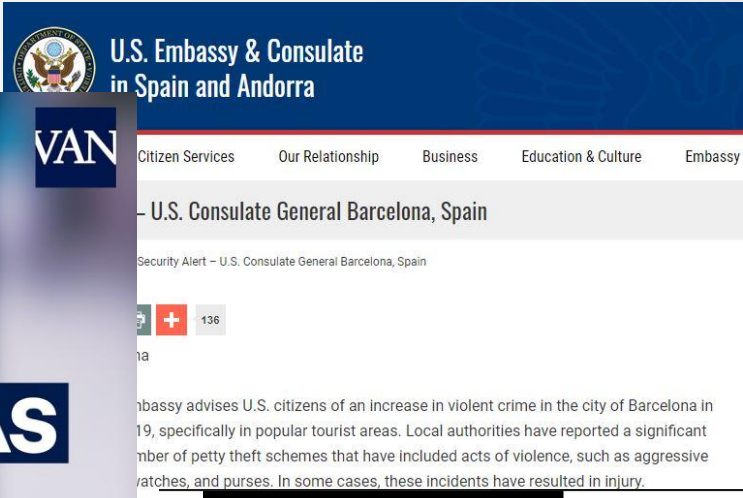 U.S. Embassy & Consulate
in Spain and Andorra
VAN
Citizen Services Our Relationship Business Education & Culture Embassy
– U.S. Consulate General Barcelona, Spain
Security Alert – U.S. Consulate General Barcelona, Spain
136
advises U.S. citizens of an increase in violent crime in the city of Barcelona in
19, specifically in popular tourist areas. Local authorities have reported a significant
of petty theft schemes that have included acts of violence, such as aggressive
AS
and purses. In some cases, these incidents have resulted in injury.